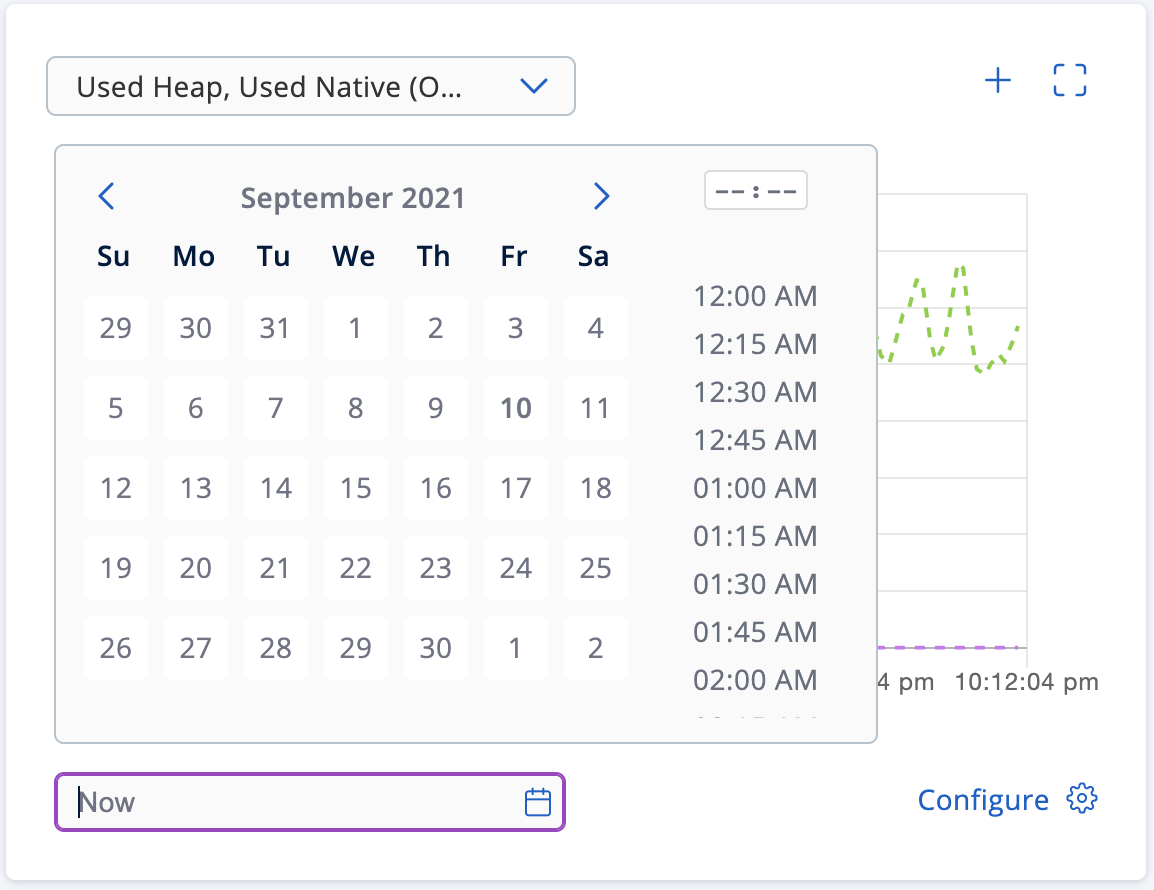 Used Heap, Used Native (O...
September 2021
-- : --
Su Mo Tu We Th Fr Sa
29 30 31 1 2 3 4
5 6 7 8 9 10 11
12 13 14 15 16 17 18
19 20 21 22 23 24 25
26 27 28 29 30 1 2
12:00 AM
12:15 AM
12:30 AM
12:45 AM
01:00 AM
01:15 AM
01:30 AM
01:45 AM
02:00 AM
4 pm 10:12:04 pm
Now
Configure